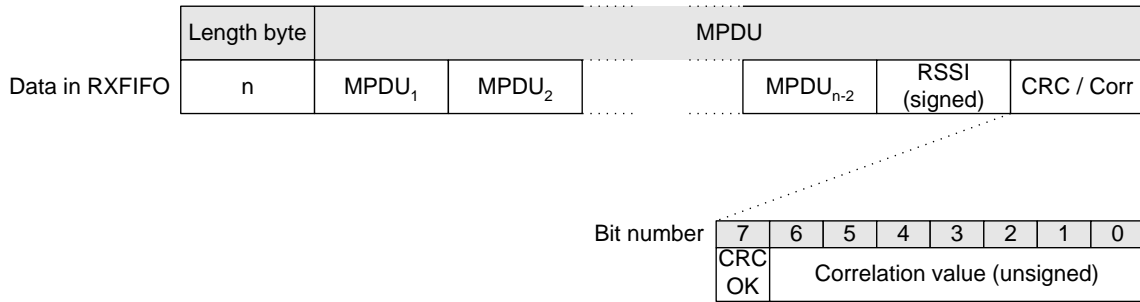 Length byte MPDU
Data in RXFIFO n MPDU₁ MPDU₂ MPDUₙ₋₂ RSSI (signed) CRC / Corr
Bit number 7 6 5 4 3 2 1 0
CRC OK Correlation value (unsigned)